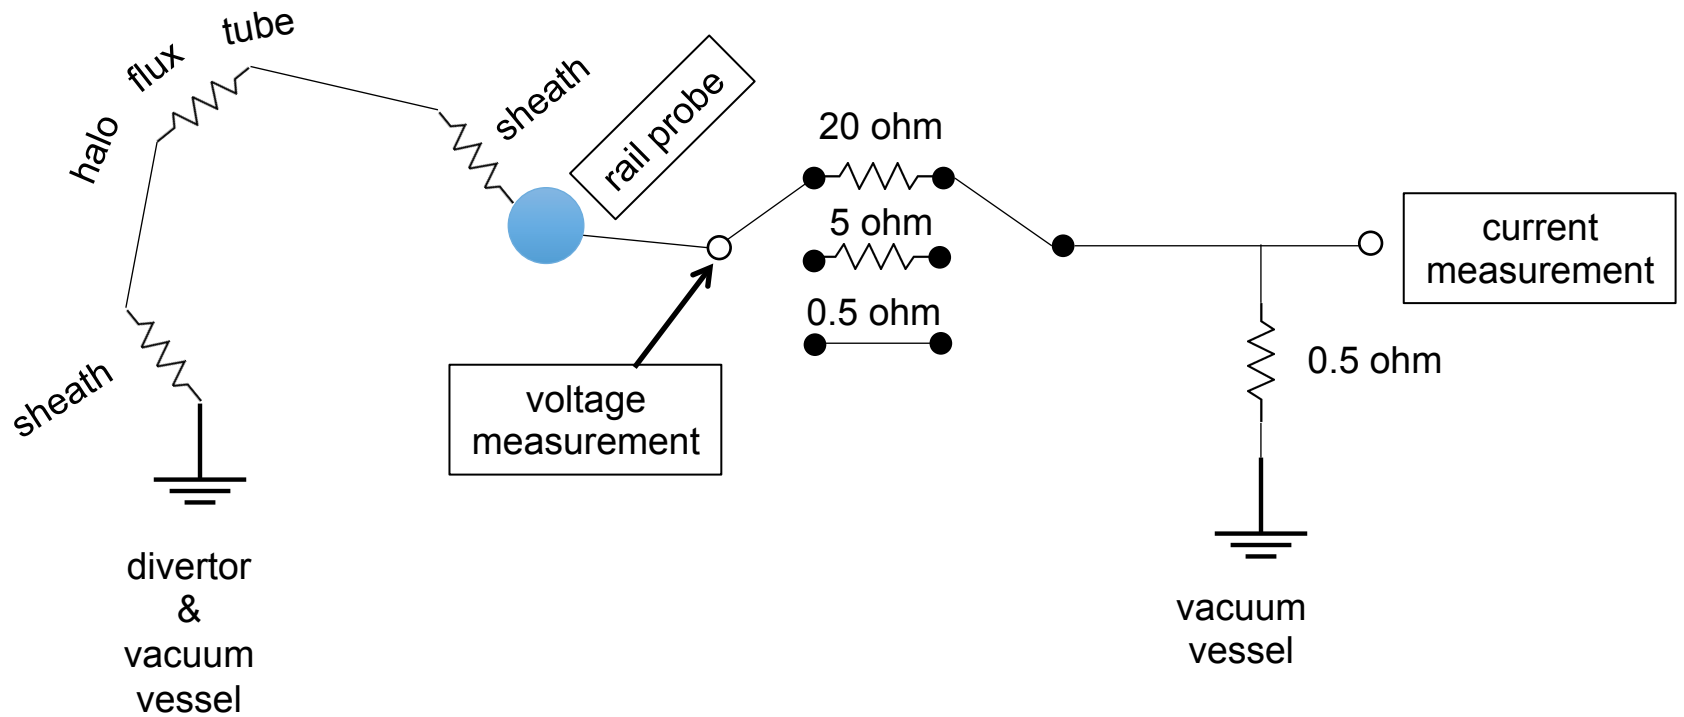 halo
flux
tube
sheath
rail probe
20 ohm
5 ohm
0.5 ohm
current
measurement
0.5 ohm
voltage
measurement
sheath
divertor
&
vacuum
vessel
vacuum
vessel